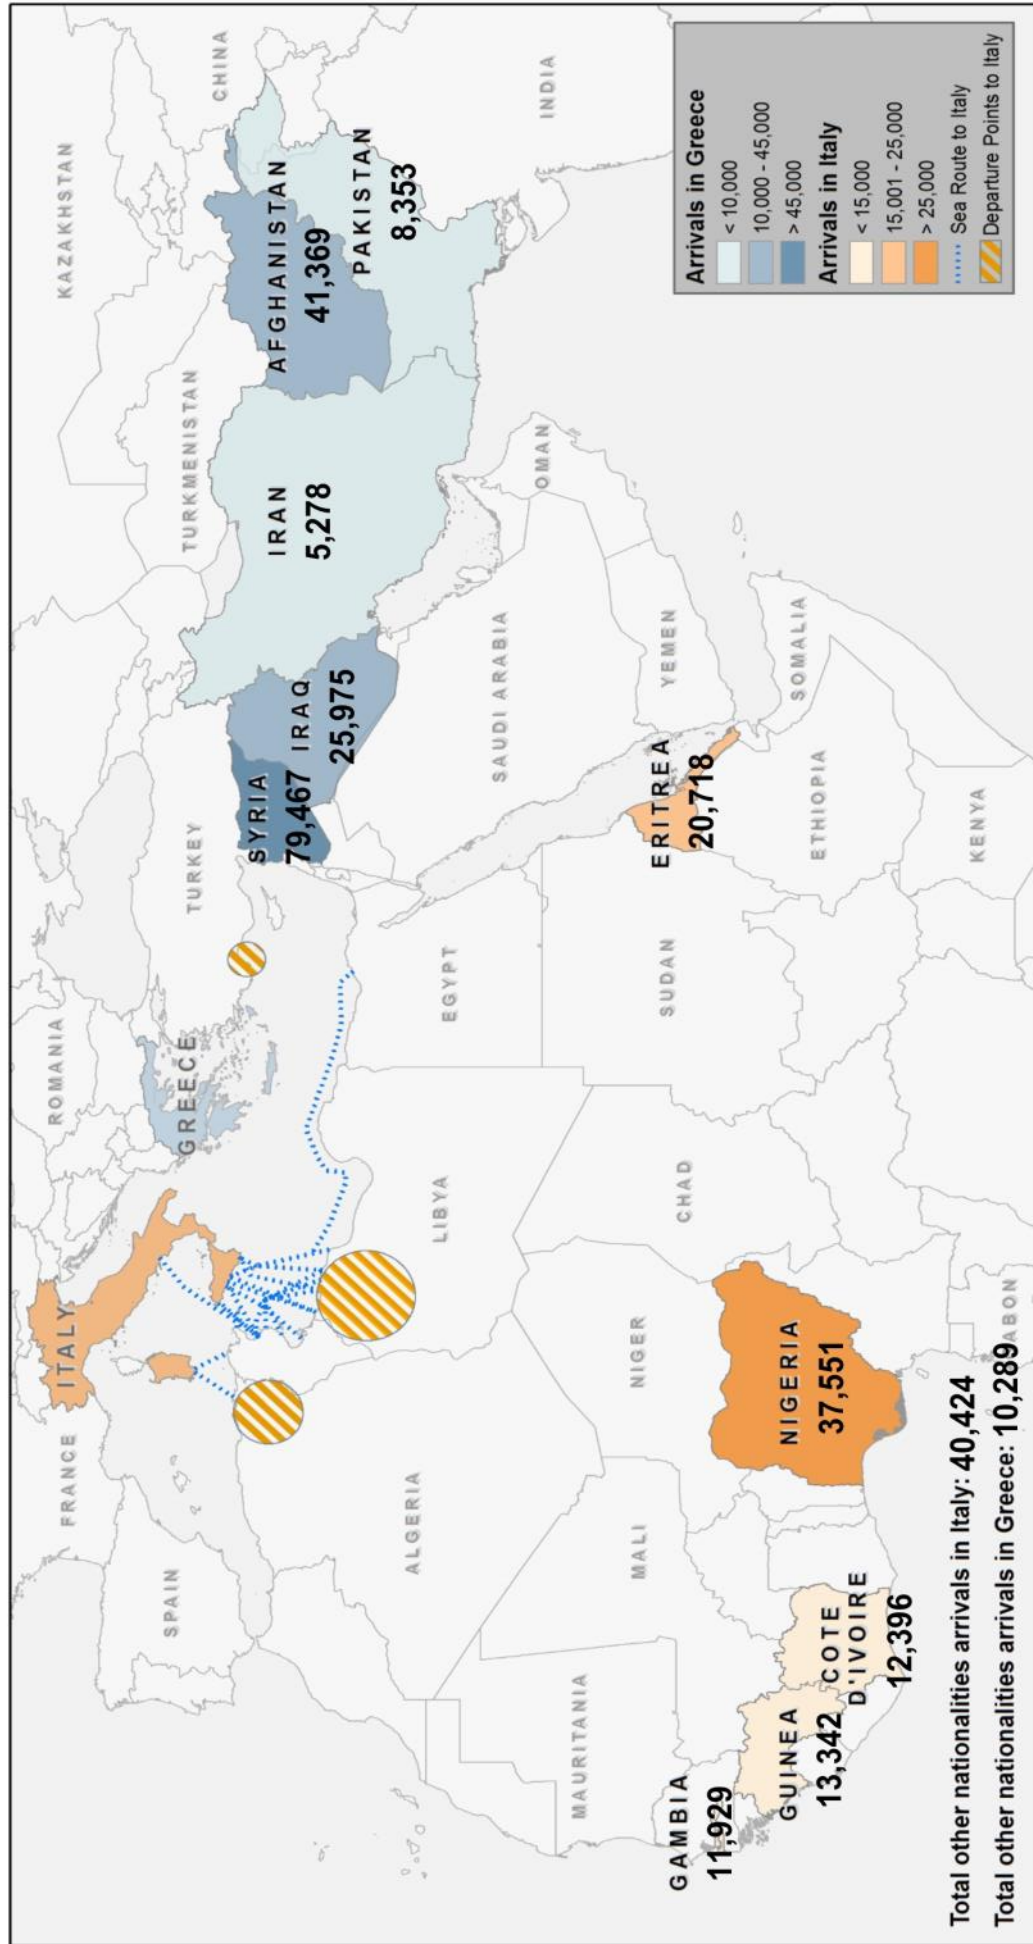 KAZAKHSTAN
CHINA
FRANCE
ITALY
ROMANIA
SPAIN
GREECE
TURKEY
TURKMENISTAN
SYRIA
79,467
IRAQ
25,975
IRAN
5,278
AFGHANISTAN
41,369
PAKISTAN
8,353
INDIA
ALGERIA
LIBYA
EGYPT
SAUDI ARABIA
OMAN
MAURITANIA
MALI
NIGER
CHAD
SUDAN
ERITREA
20,718
YEMEN
GAMBIA
11,929
GUINEA
13,342
COTE
D'IVOIRE
12,396
NIGERIA
37,551
ETHIOPIA
SOMALIA
KENYA
ABON
Total other nationalities arrivals in Italy: 40,424
Total other nationalities arrivals in Greece: 10,289
Arrivals in Greece
< 10,000
10,000 - 45,000
> 45,000
Arrivals in Italy
< 15,000
15,001 - 25,000
> 25,000
Sea Route to Italy
Departure Points to Italy